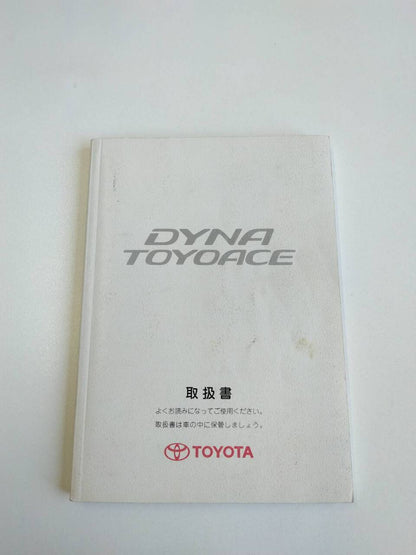 DYNA
TOYOACE
取扱書
よくお読みになってご使用ください。
取扱書は車の中に保管しましょう。
TOYOTA